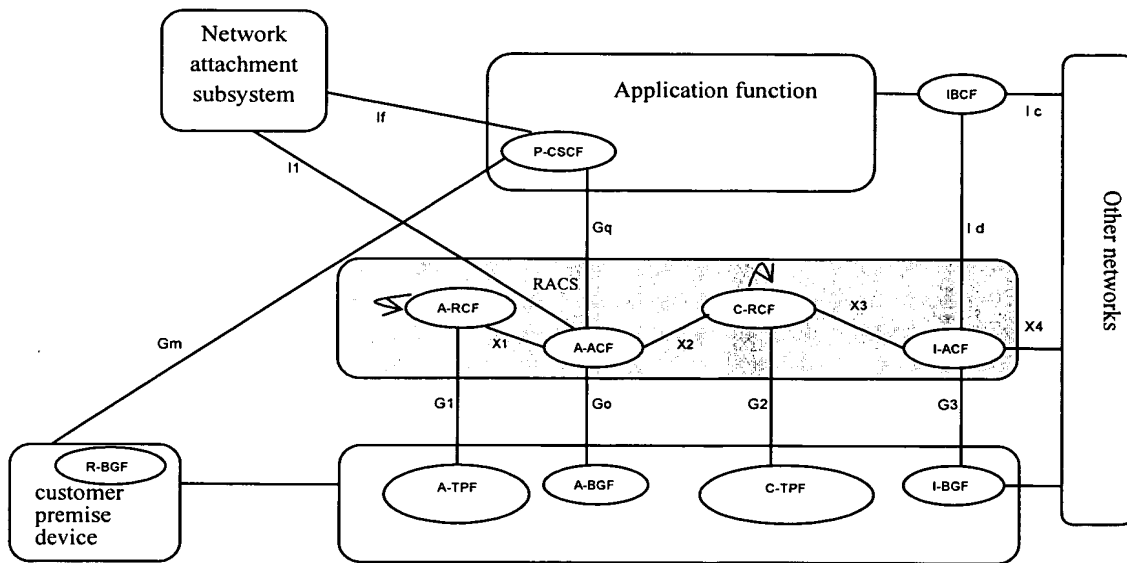 Network
attachment
subsystem
Application function
IBCF
I c
If
P-CSCF
I1
Gq
I d
Other networks
RACS
A-RCF
C-RCF
X3
X4
Gm
X1
A-ACF
X2
I-ACF
G1
Go
G2
G3
R-BGF
customer
premise
device
A-TPF
A-BGF
C-TPF
I-BGF